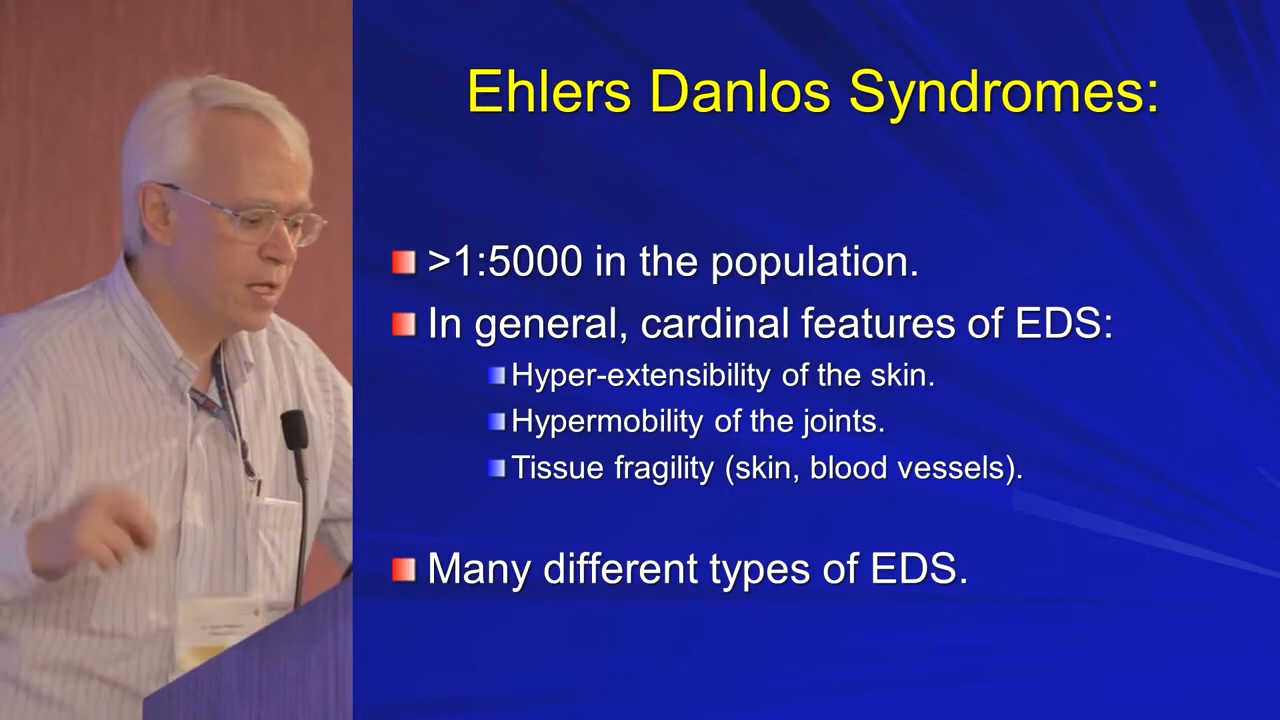 Ehlers Danlos Syndromes:
>1:5000 in the population.
In general, cardinal features of EDS:
Hyper-extensibility of the skin.
Hypermobility of the joints.
Tissue fragility (skin, blood vessels).
Many different types of EDS.